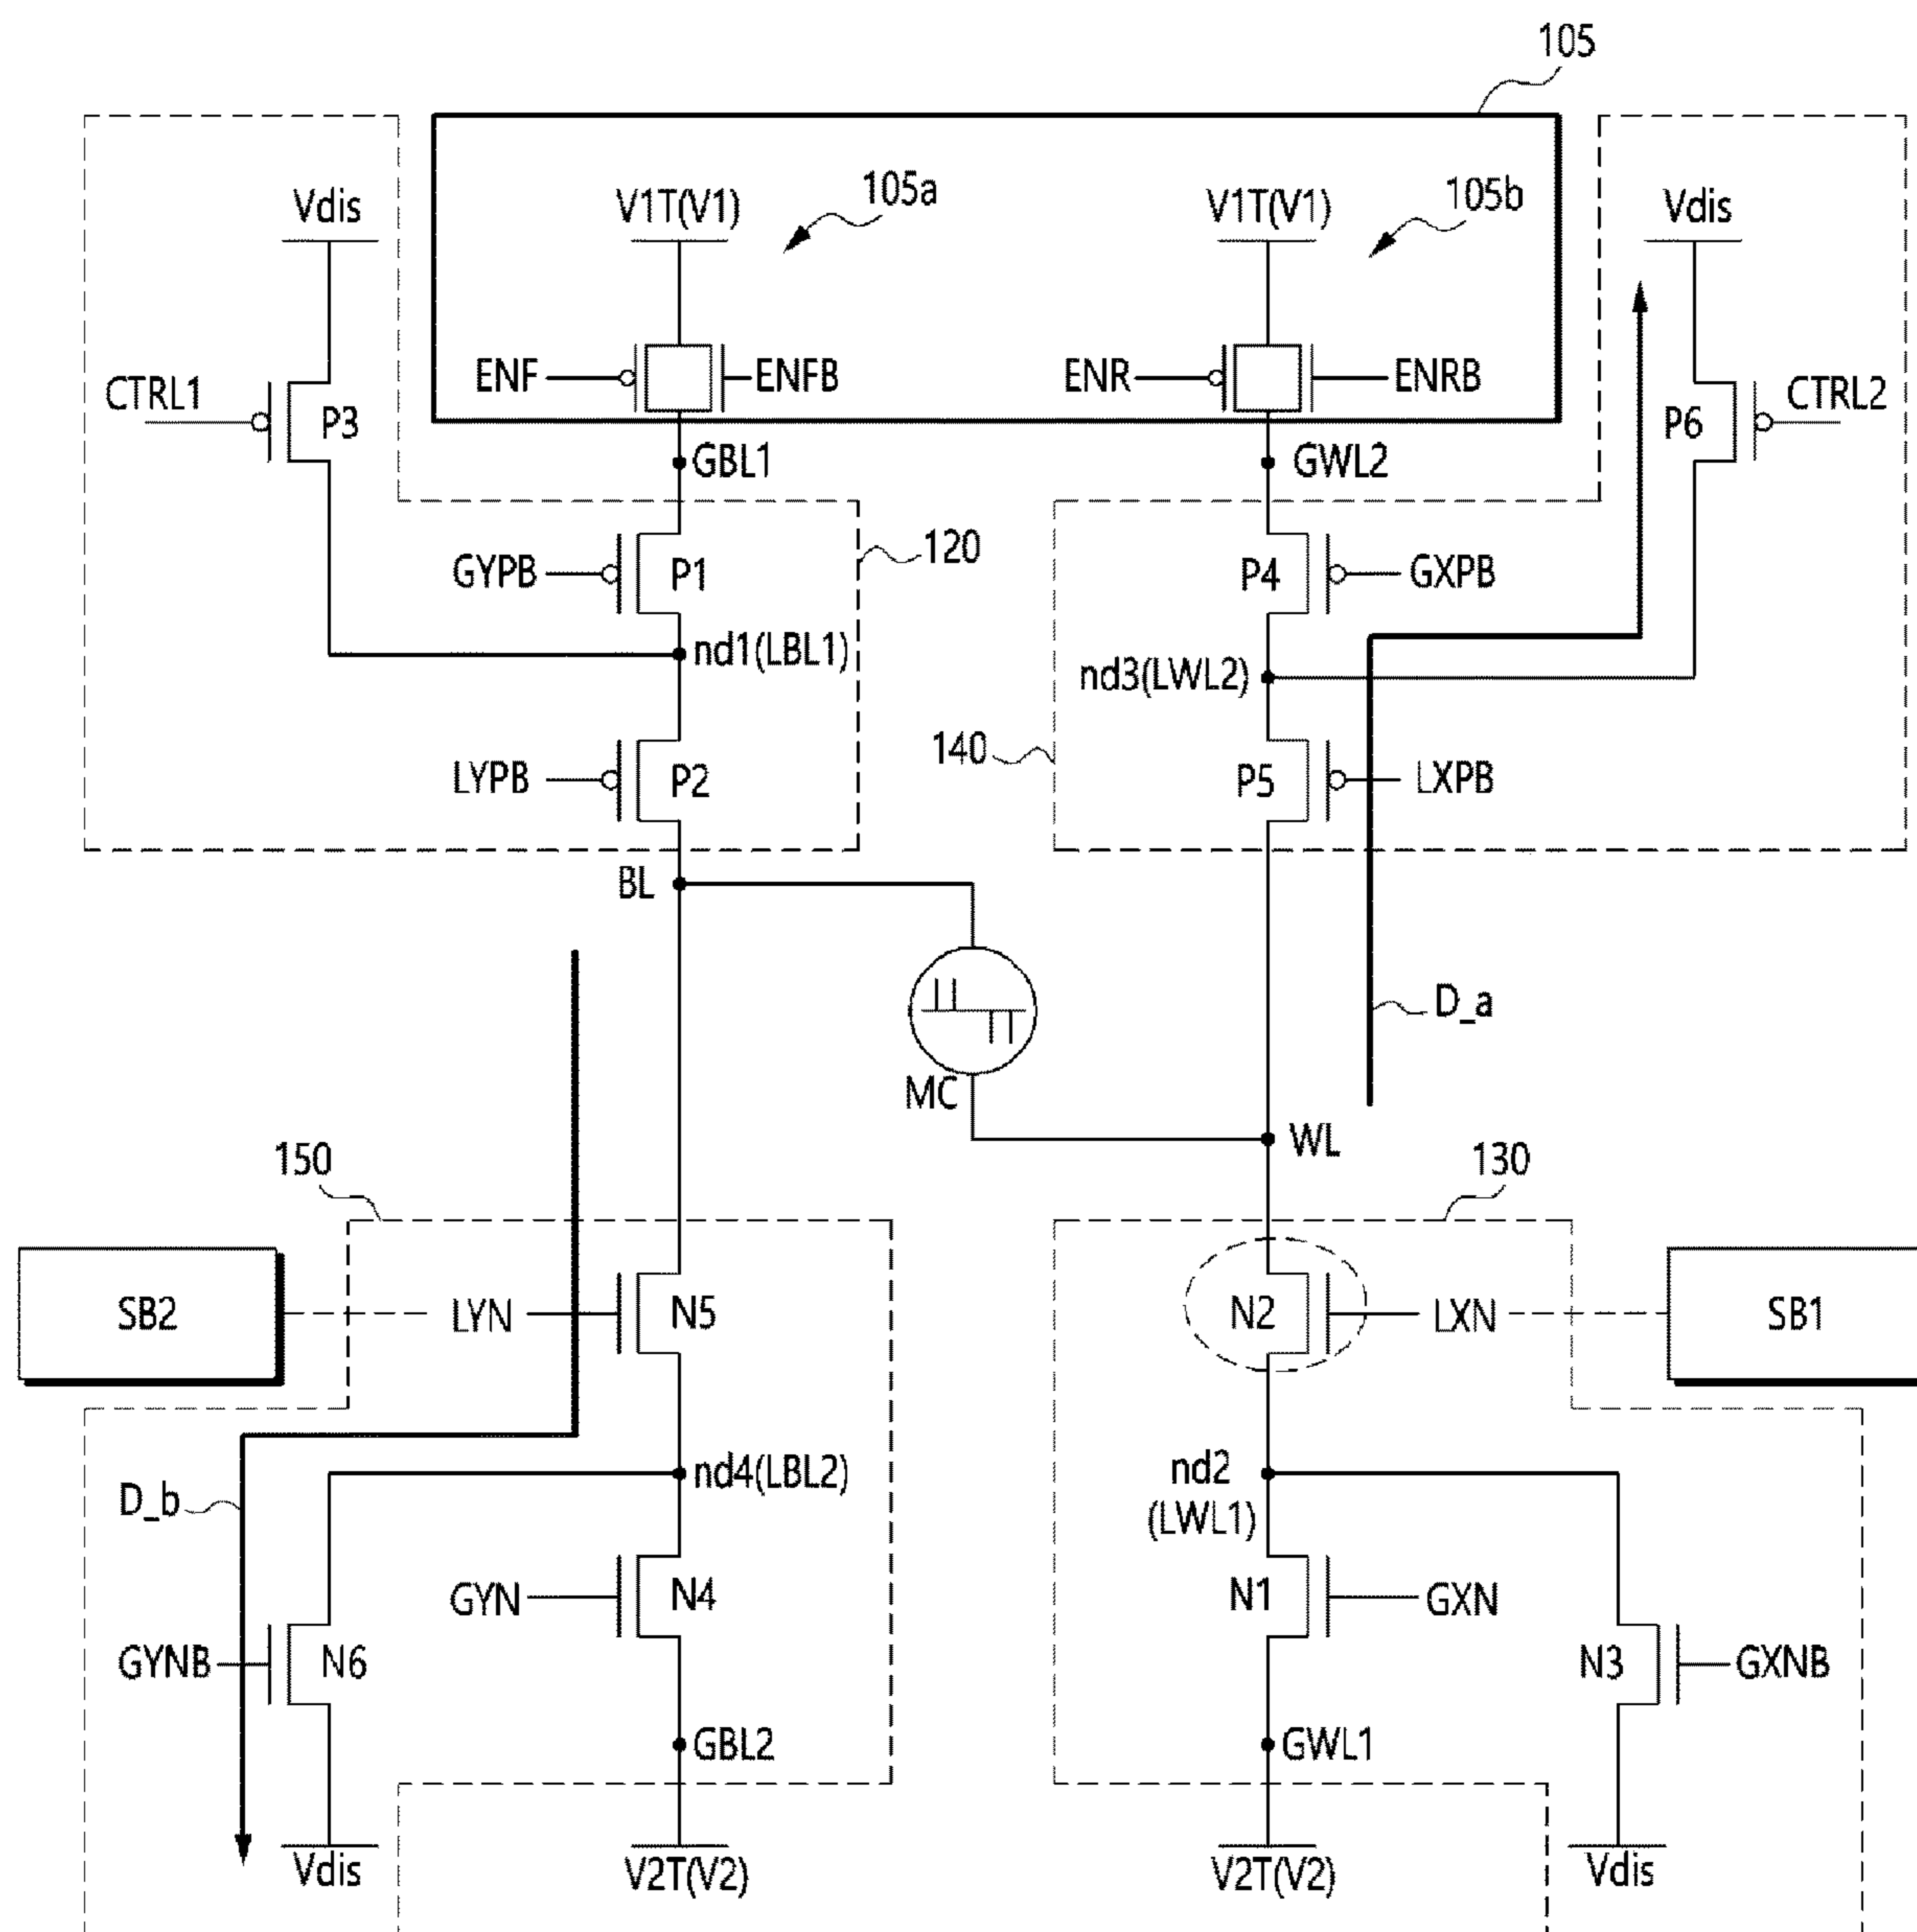 105
Vdis
V1T(V1)
105a
V1T(V1)
105b
Vdis
CTRL1
P3
ENF
ENFB
ENR
ENRB
P6
CTRL2
GBL1
GWL2
GYPB
P1
120
P4
GXPB
nd1(LBL1)
nd3(LWL2)
LYPB
P2
140
P5
LXPB
BL
MC
D_a
WL
150
130
SB2
LYN
N5
N2
LXN
SB1
D_b
nd4(LBL2)
nd2
(LWL1)
GYN
N4
N1
GXN
GYNB
N6
N3
GXNB
GBL2
GWL1
Vdis
V2T(V2)
V2T(V2)
Vdis